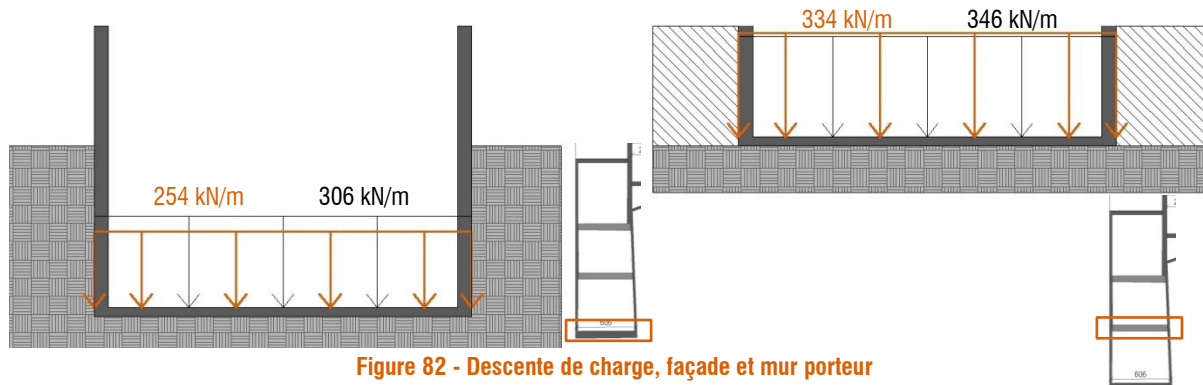 334 kN/m 346 kN/m
254 kN/m 306 kN/m
606
606
Figure 82 - Descente de charge, façade et mur porteur